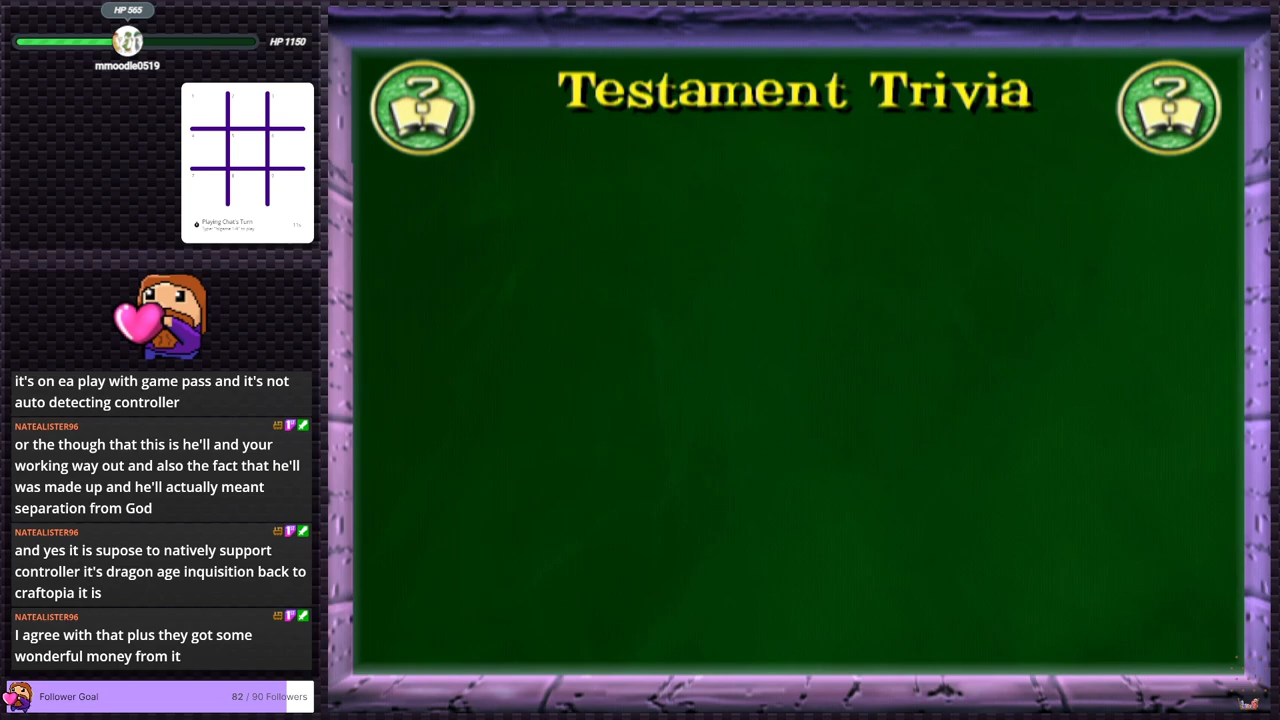 HP 565
HP 1150
mmoodle0519
Testament Trivia
Playing Chat's Turn
it's on ea play with game pass and it's not
auto detecting controller
NATEALISTER96
or the though that this is he'll and your
working way out and also the fact that he'll
was made up and he'll actually meant
separation from God
NATEALISTER96
and yes it is supose to natively support
controller it's dragon age inquisition back to
craftopia it is
NATEALISTER96
I agree with that plus they got some
wonderful money from it
Follower Goal
82 / 90 Followers